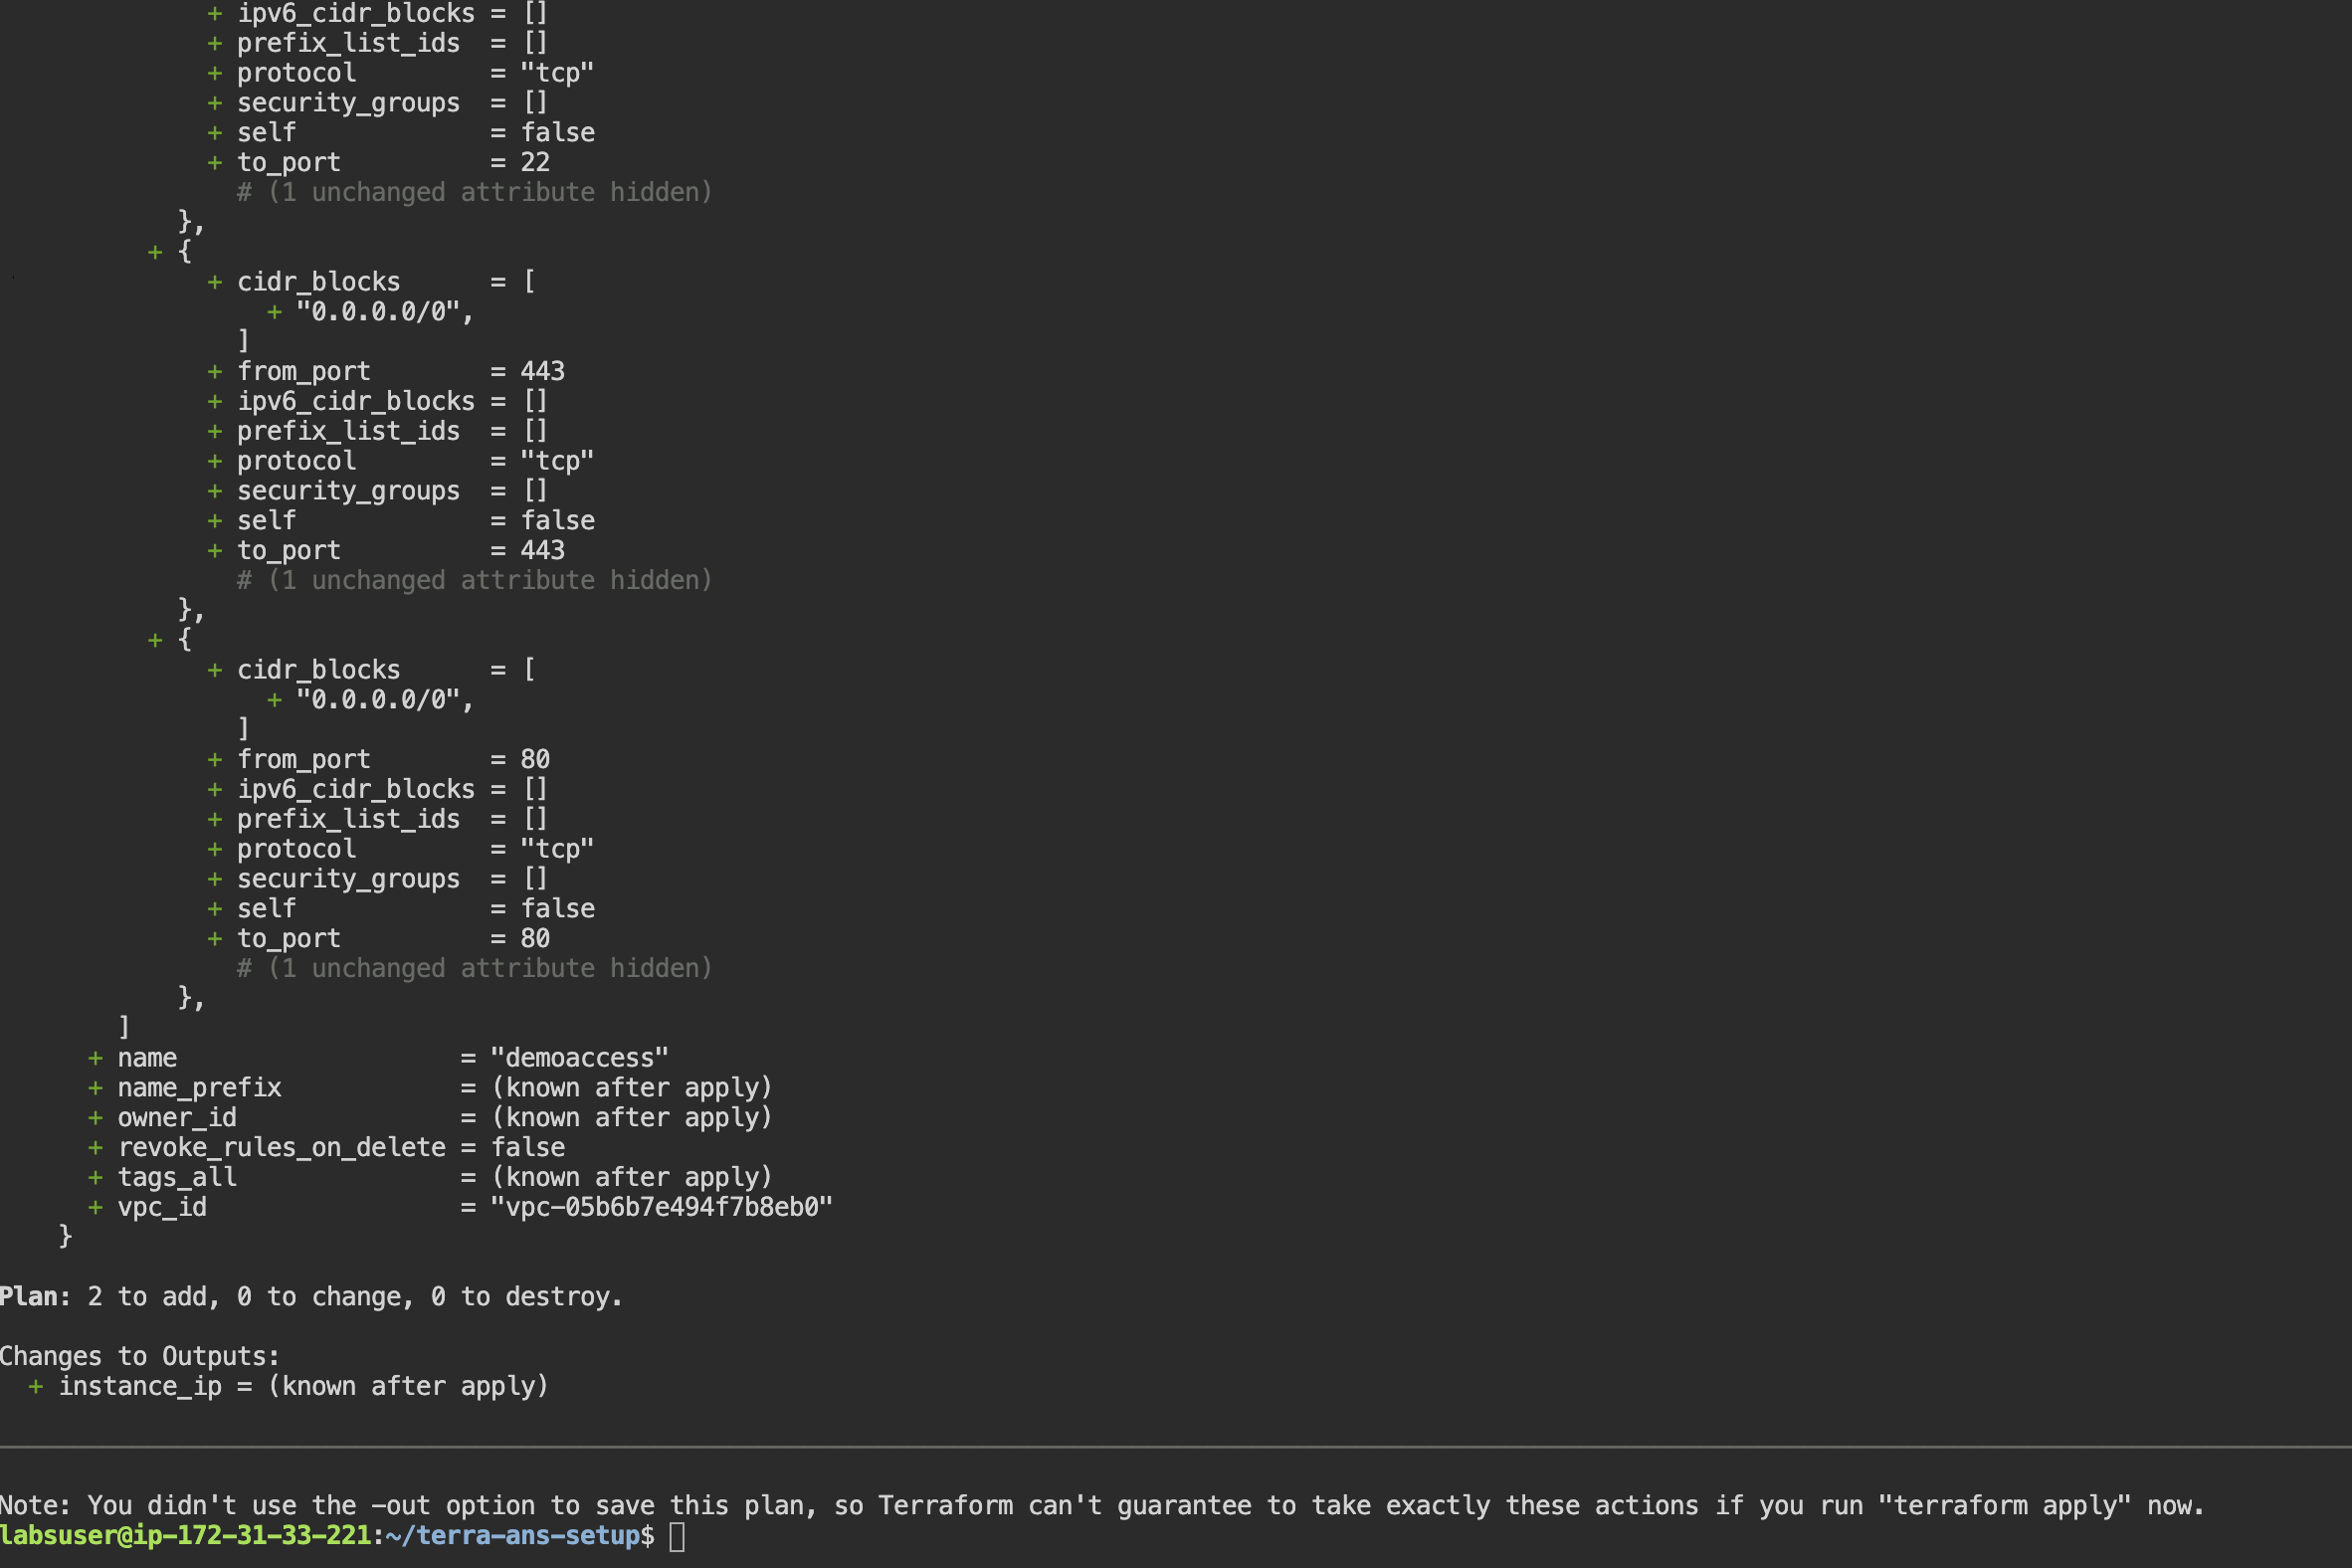 + ipv6_cidr_blocks = []
+ prefix_list_ids  = []
+ protocol         = "tcp"
+ security_groups  = []
+ self             = false
+ to_port          = 22
# (1 unchanged attribute hidden)
},
+ {
+ cidr_blocks      = [
+ "0.0.0.0/0",
]
+ from_port        = 443
+ ipv6_cidr_blocks = []
+ prefix_list_ids  = []
+ protocol         = "tcp"
+ security_groups  = []
+ self             = false
+ to_port          = 443
# (1 unchanged attribute hidden)
},
+ {
+ cidr_blocks      = [
+ "0.0.0.0/0",
]
+ from_port        = 80
+ ipv6_cidr_blocks = []
+ prefix_list_ids  = []
+ protocol         = "tcp"
+ security_groups  = []
+ self             = false
+ to_port          = 80
# (1 unchanged attribute hidden)
},
]
+ name                   = "demoaccess"
+ name_prefix            = (known after apply)
+ owner_id               = (known after apply)
+ revoke_rules_on_delete = false
+ tags_all               = (known after apply)
+ vpc_id                 = "vpc-05b6b7e494f7b8eb0"
}
Plan: 2 to add, 0 to change, 0 to destroy.
Changes to Outputs:
+ instance_ip = (known after apply)
Note: You didn't use the -out option to save this plan, so Terraform can't guarantee to take exactly these actions if you run "terraform apply" now.
labsuser@ip-172-31-33-221:~/terra-ans-setup$